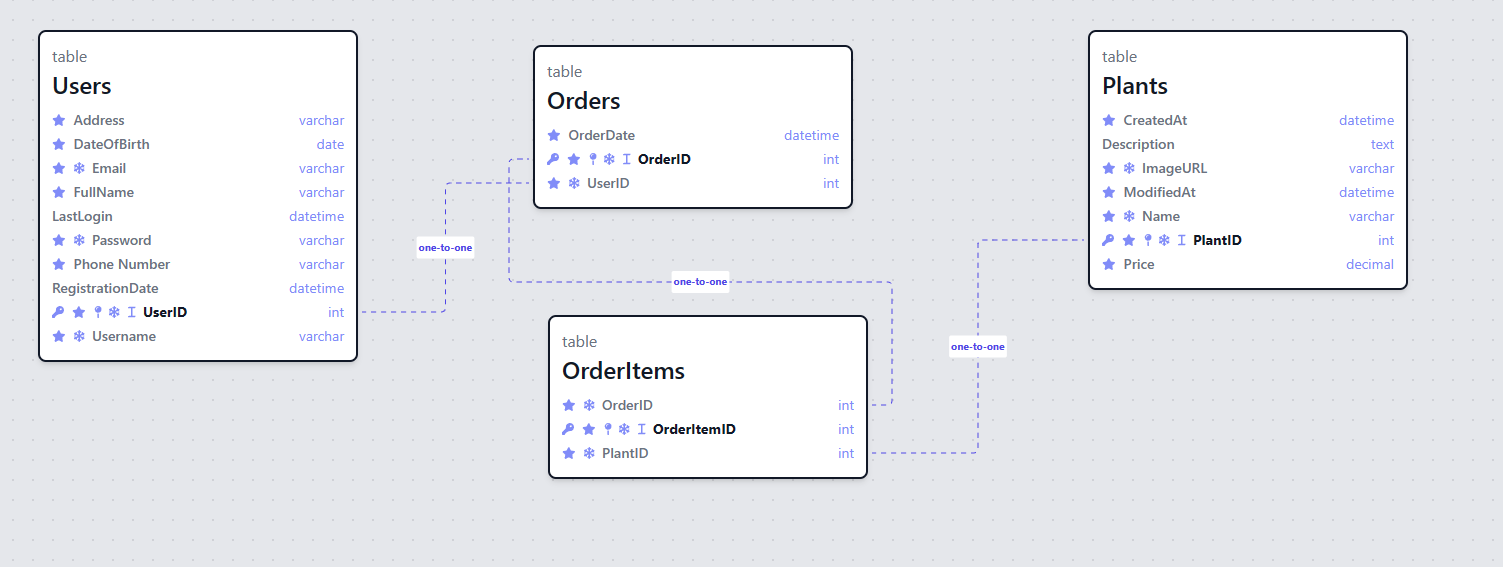 table
Users
Address varchar
DateOfBirth date
Email varchar
FullName varchar
LastLogin datetime
Password varchar
Phone Number varchar
RegistrationDate datetime
UserID int
Username varchar
one-to-one
table
Orders
OrderDate datetime
OrderID int
UserID int
one-to-one
table
OrderItems
OrderID int
OrderItemID int
PlantID int
one-to-one
table
Plants
CreatedAt datetime
Description text
ImageURL varchar
ModifiedAt datetime
Name varchar
PlantID int
Price decimal